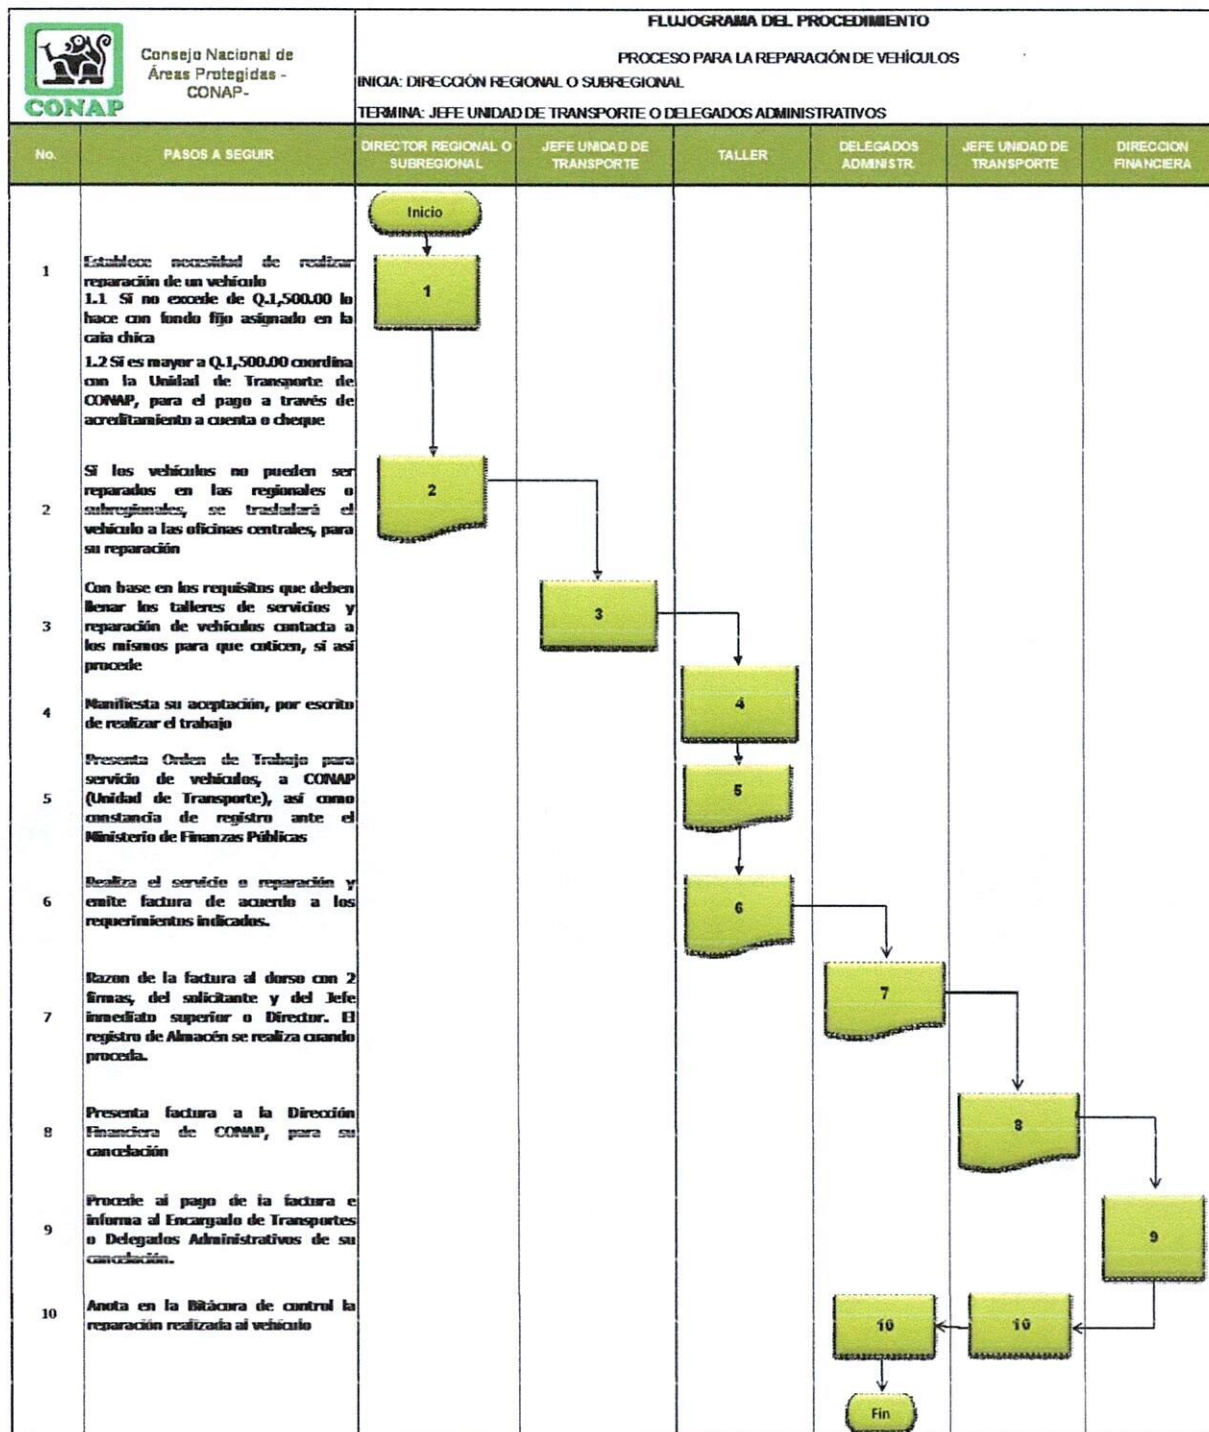 CONAP
Consejo Nacional de
Áreas Protegidas -
CONAP-
FLUJOGRAMA DEL PROCEDIMIENTO
PROCESO PARA LA REPARACIÓN DE VEHÍCULOS
INICIA: DIRECCIÓN REGIONAL O SUBREGIONAL
TERMINA: JEFE UNIDAD DE TRANSPORTE O DELEGADOS ADMINISTRATIVOS
No.
PASOS A SEGUIR
DIRECTOR REGIONAL O
SUBREGIONAL
JEFE UNIDAD DE
TRANSPORTE
TALLER
DELEGADOS
ADMINISTR.
JEFE UNIDAD DE
TRANSPORTE
DIRECCION
FINANCIERA
Inicio
1
Establece necesidad de realizar
reparación de un vehículo
1.1 Si no excede de Q.1,500.00 lo
hace con fondo fijo asignado en la
caja chica
1.2 Si es mayor a Q.1,500.00 coordina
con la Unidad de Transporte de
CONAP, para el pago a través de
acreditamiento a cuenta o cheque
1
2
Si los vehículos no pueden ser
reparados en las regionales o
subregionales, se trasladará el
vehículo a las oficinas centrales, para
su reparación
2
3
Con base en los requisitos que deben
llenar los talleres de servicios y
reparación de vehículos contacta a
los mismos para que coticen, si así
procede
3
4
Manifiesta su aceptación, por escrito
de realizar el trabajo
4
5
Presenta Orden de Trabajo para
servicio de vehículos, a CONAP
(Unidad de Transporte), así como
constancia de registro ante el
Ministerio de Finanzas Públicas
5
6
Realiza el servicio o reparación y
emite factura de acuerdo a los
requerimientos indicados.
6
7
Razon de la factura al dorso con 2
firmas, del solicitante y del Jefe
inmediato superior o Director. El
registro de Almacén se realiza cuando
proceda.
7
8
Presenta factura a la Dirección
Financiera de CONAP, para su
cancelación
8
9
Procede al pago de la factura e
informa al Encargado de Transportes
o Delegados Administrativos de su
cancelación.
9
10
Anota en la Bitácora de control la
reparación realizada al vehículo
10
10
Fin